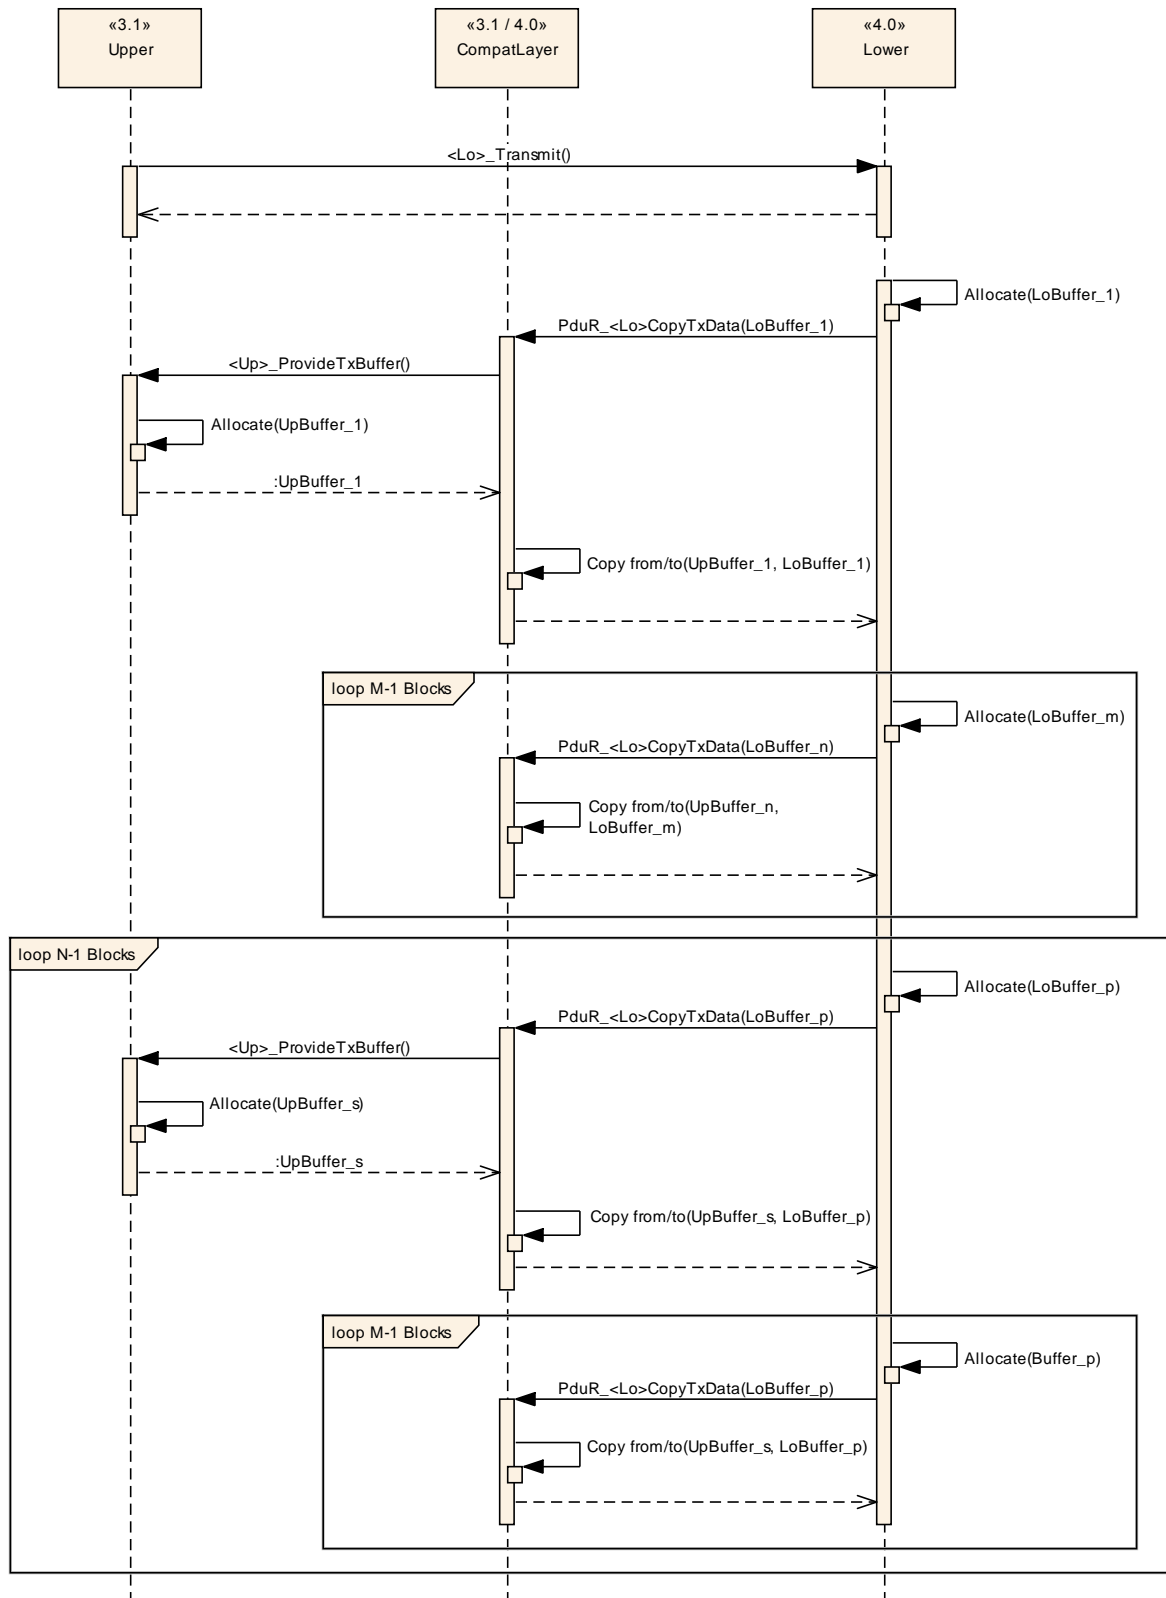 «3.1»
Upper
«3.1 / 4.0»
CompatLayer
«4.0»
Lower
<Lo>_Transmit()
Allocate(LoBuffer_1)
PduR_<Lo>CopyTxData(LoBuffer_1)
<Up>_ProvideTxBuffer()
Allocate(UpBuffer_1)
:UpBuffer_1
Copy from/to(UpBuffer_1, LoBuffer_1)
loop M-1 Blocks
Allocate(LoBuffer_m)
PduR_<Lo>CopyTxData(LoBuffer_n)
Copy from/to(UpBuffer_n,
LoBuffer_m)
loop N-1 Blocks
Allocate(LoBuffer_p)
PduR_<Lo>CopyTxData(LoBuffer_p)
<Up>_ProvideTxBuffer()
Allocate(UpBuffer_s)
:UpBuffer_s
Copy from/to(UpBuffer_s, LoBuffer_p)
loop M-1 Blocks
Allocate(Buffer_p)
PduR_<Lo>CopyTxData(LoBuffer_p)
Copy from/to(UpBuffer_s, LoBuffer_p)